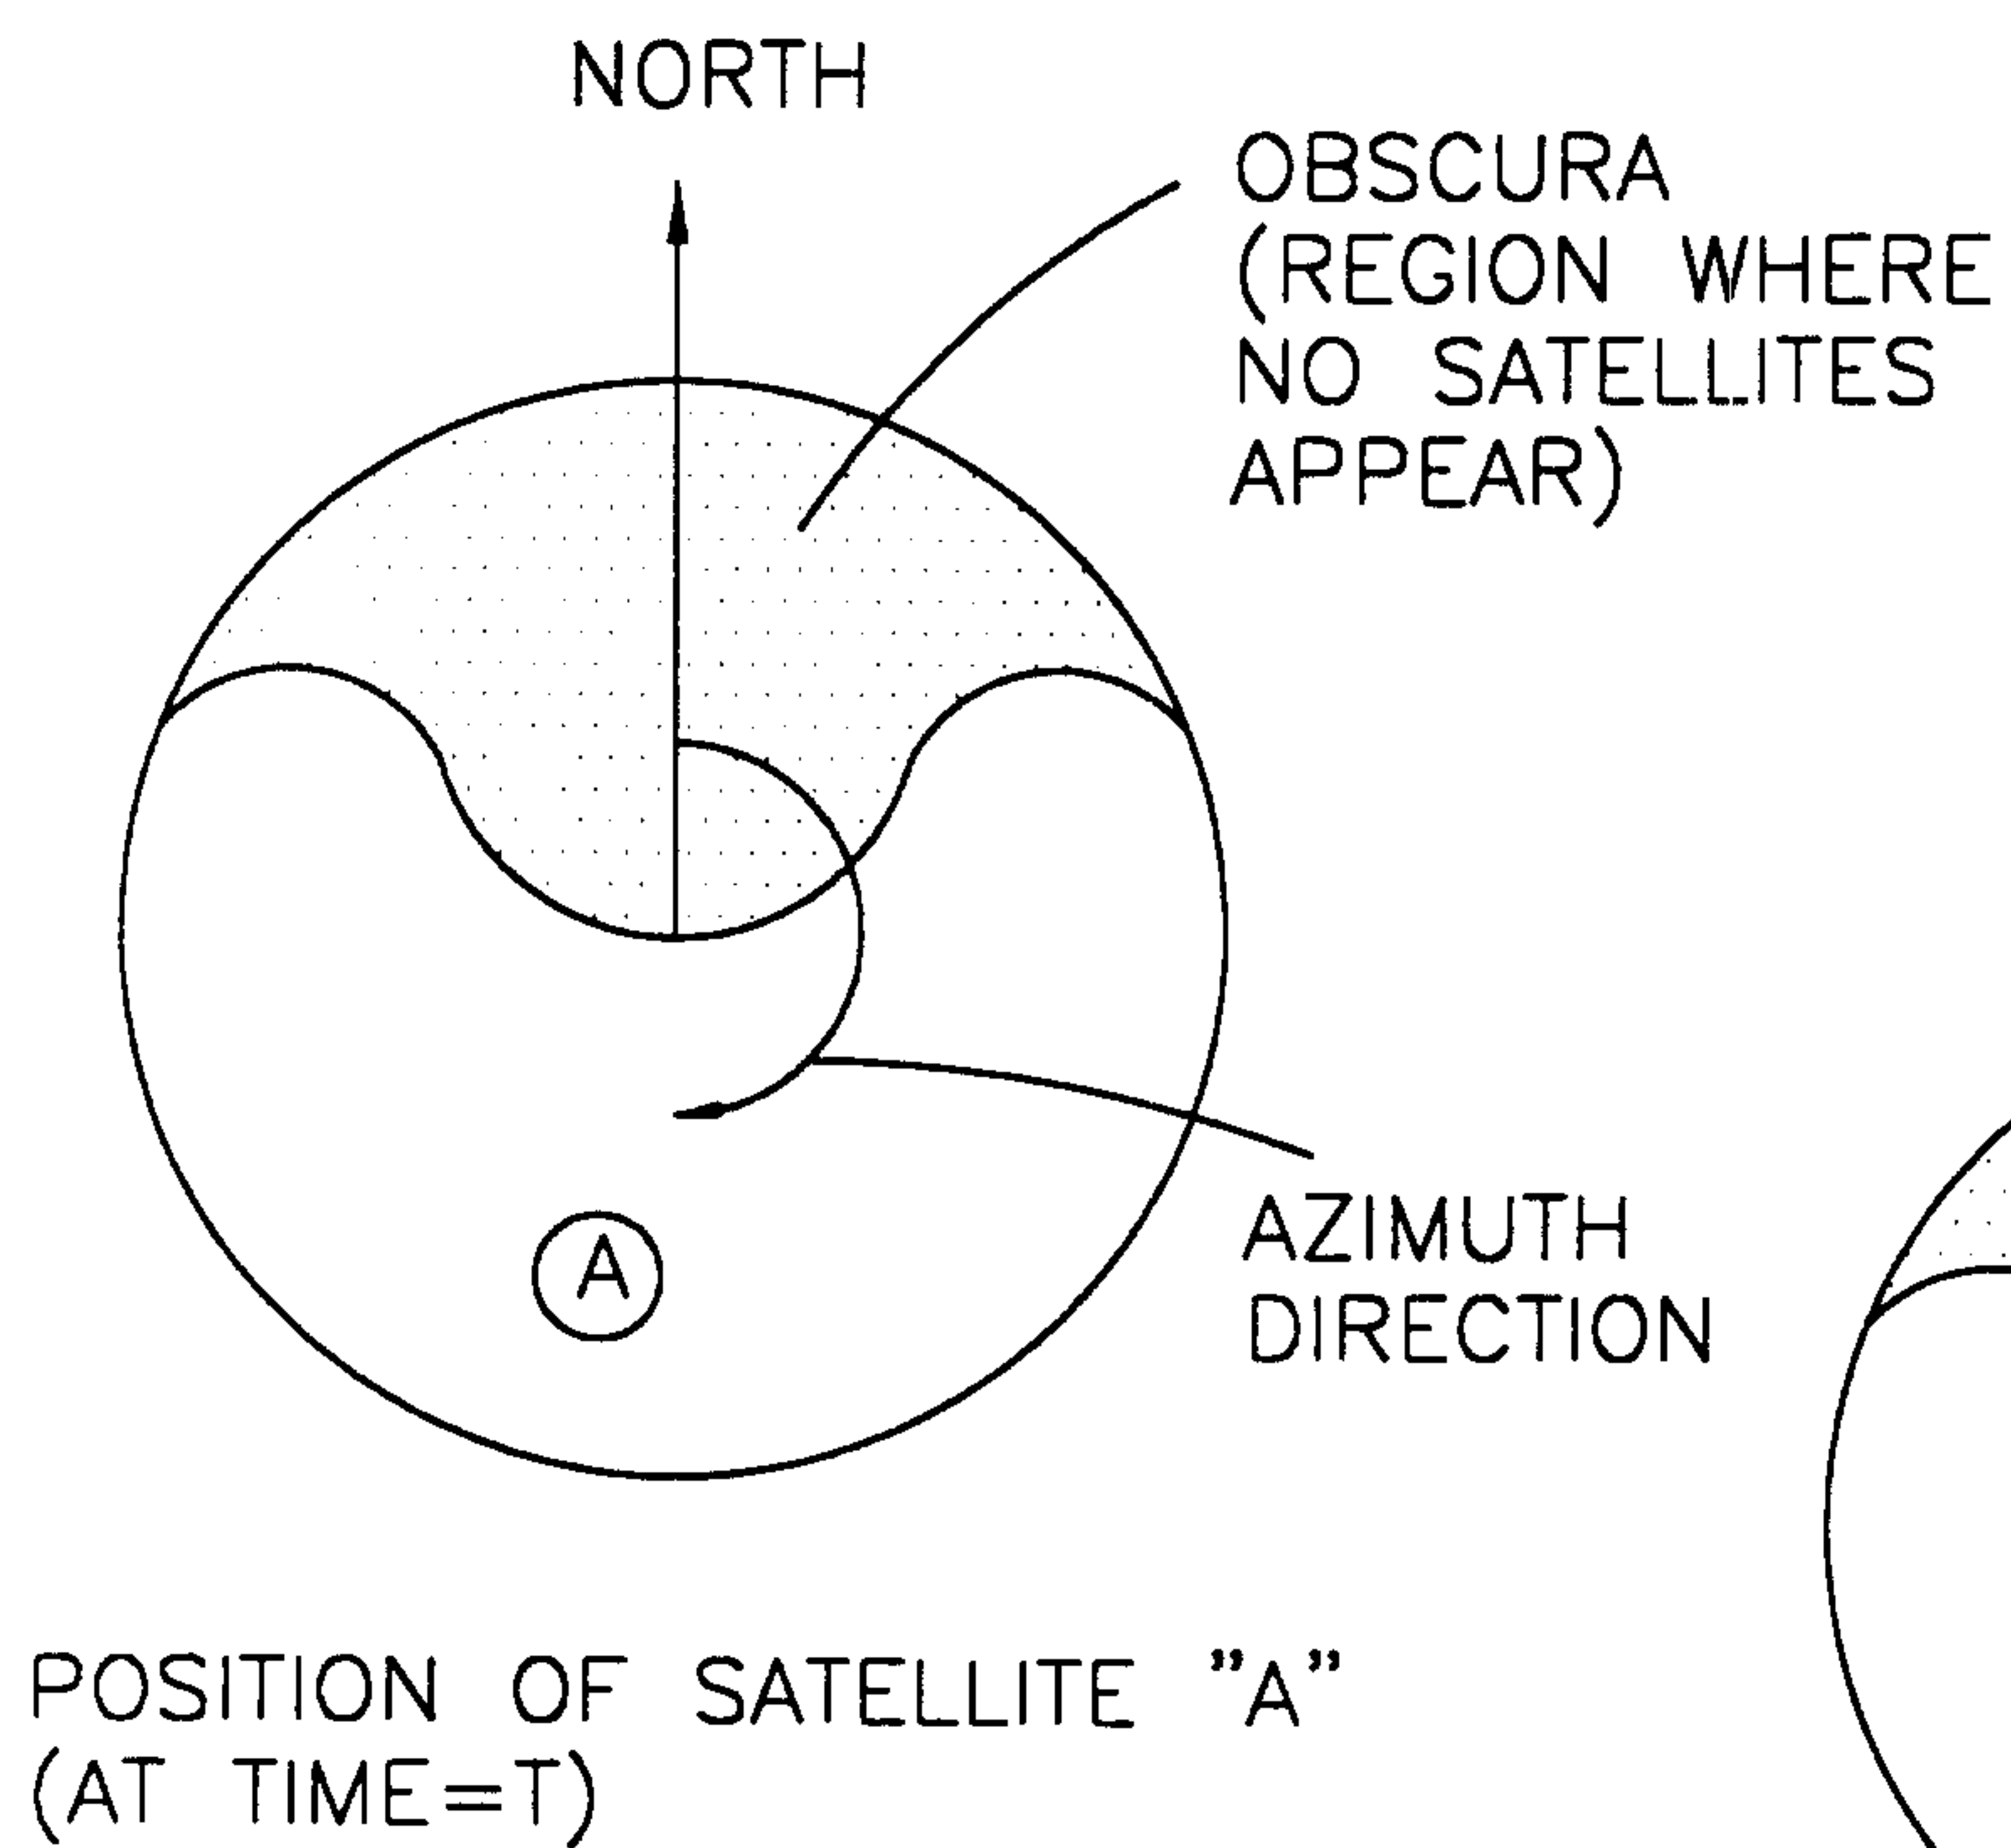 NORTH
OBSCURA
(REGION WHERE
NO SATELLITES
APPEAR)
AZIMUTH
DIRECTION
A
POSITION OF SATELLITE "A"
(AT TIME=T)